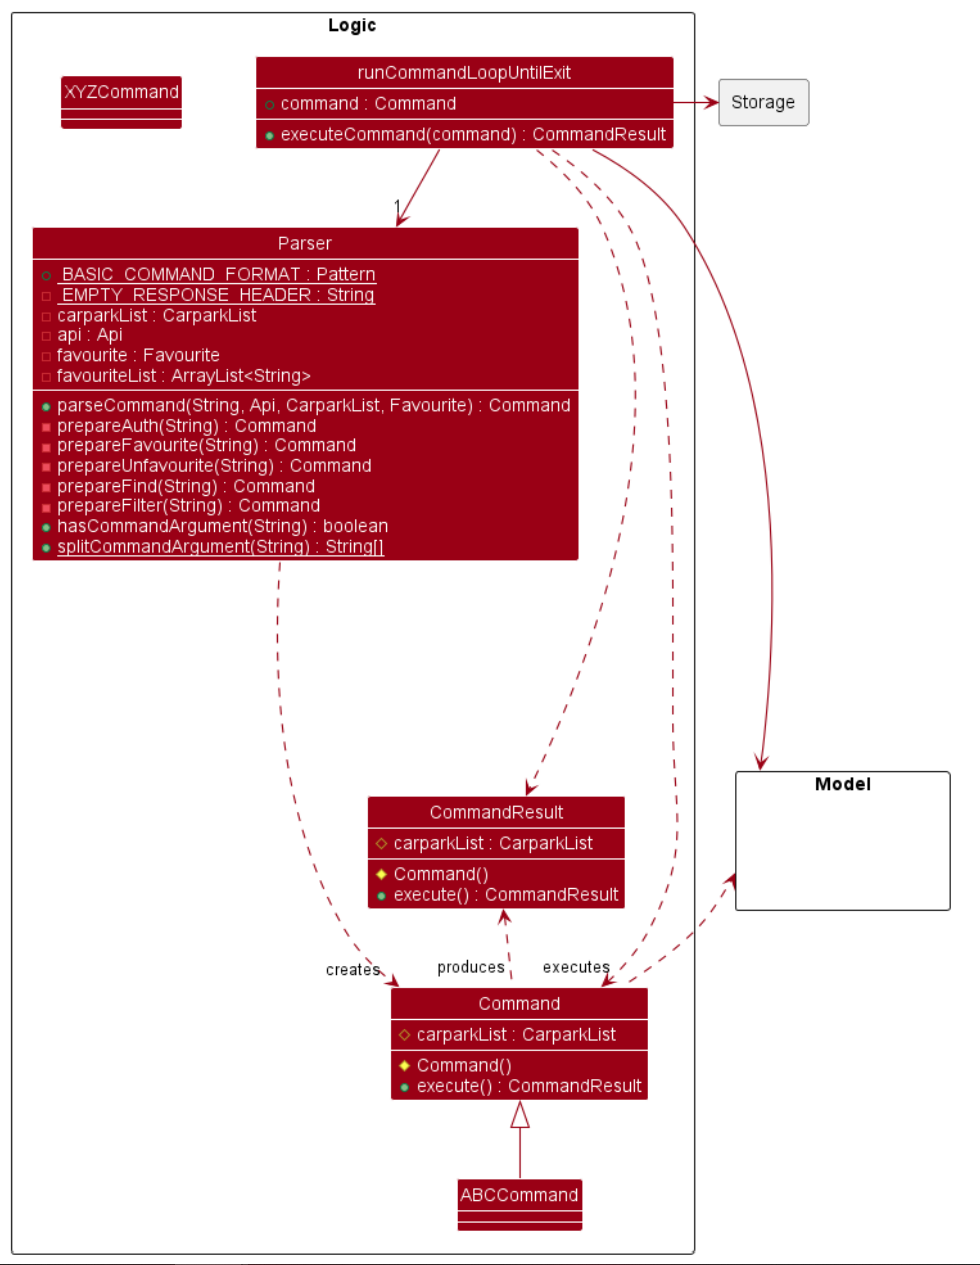 Logic
XYZCommand
runCommandLoopUntilExit
command : Command
executeCommand(command) : CommandResult
Storage
1
Parser
BASIC_COMMAND_FORMAT : Pattern
EMPTY_RESPONSE_HEADER : String
carparkList : CarparkList
api : Api
favourite : Favourite
favouriteList : ArrayList<String>
parseCommand(String, Api, CarparkList, Favourite) : Command
prepareAuth(String) : Command
prepareFavourite(String) : Command
prepareUnfavourite(String) : Command
prepareFind(String) : Command
prepareFilter(String) : Command
hasCommandArgument(String) : boolean
splitCommandArgument(String) : String[]
Model
CommandResult
carparkList : CarparkList
Command()
execute() : CommandResult
creates
produces
executes
Command
carparkList : CarparkList
Command()
execute() : CommandResult
ABCCommand